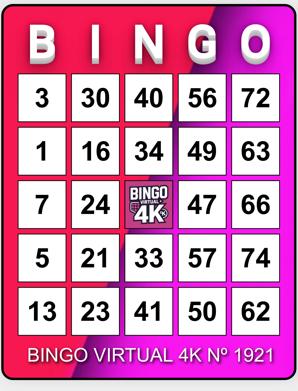 BINGO
3 30 40 56 72
1 16 34 49 63
7 24 BINGO VIRTUAL 4K 47 66
5 21 33 57 74
13 23 41 50 62
BINGO VIRTUAL 4K Nº 1921